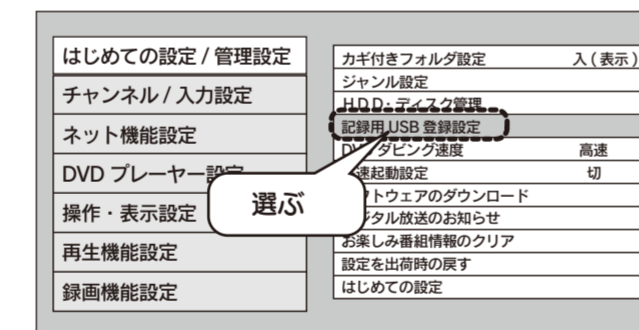 はじめての設定 / 管理設定
チャンネル / 入力設定
ネット機能設定
DVD プレーヤー設定
操作・表示設定
再生機能設定
録画機能設定
カギ付きフォルダ設定 入 ( 表示 )
ジャンル設定
HDD・ディスク管理
記録用 USB 登録設定
ダビング速度 高速
速起動設定 切
トウェアのダウンロード
タル放送のお知らせ
お楽しみ番組情報のクリア
設定を出荷時の戻す
はじめての設定
選ぶ